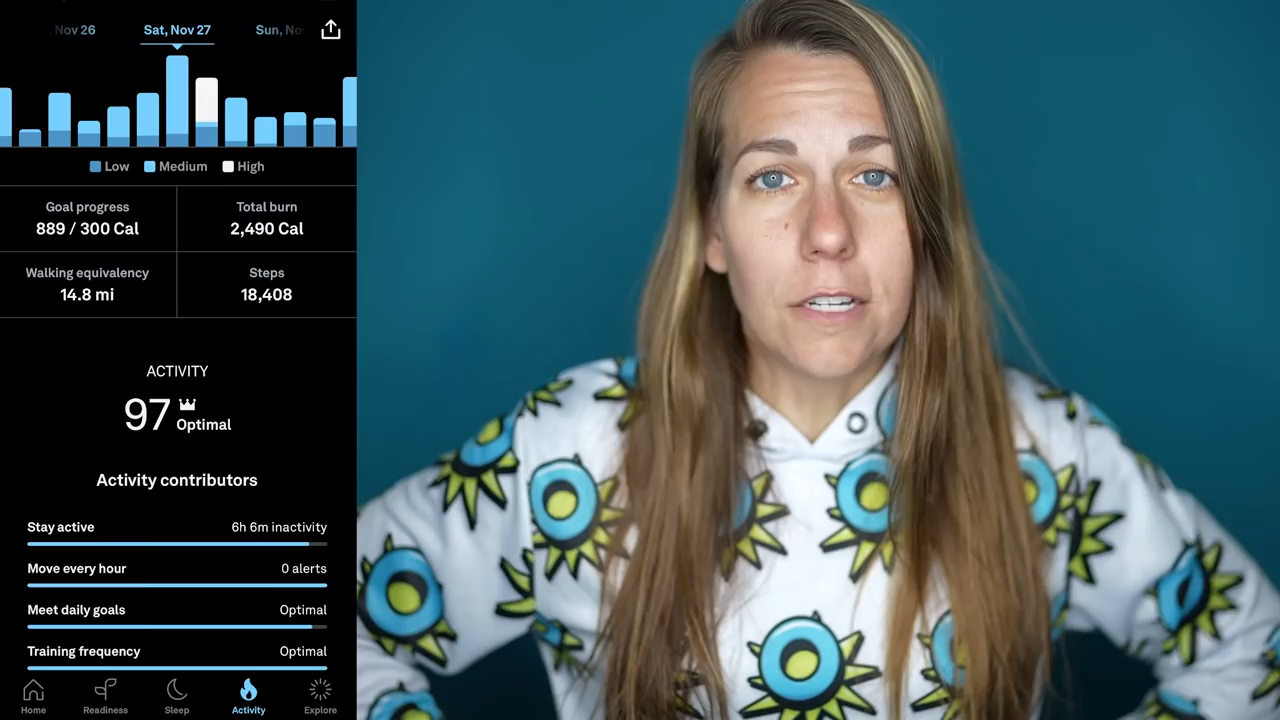 Nov 26 Sat, Nov 27 Sun, No
Low Medium High
Goal progress Total burn
889 / 300 Cal 2,490 Cal
Walking equivalency Steps
14.8 mi 18,408
ACTIVITY
97 Optimal
Activity contributors
Stay active 6h 6m inactivity
Move every hour 0 alerts
Meet daily goals Optimal
Training frequency Optimal
Home Readiness Sleep Activity Explore